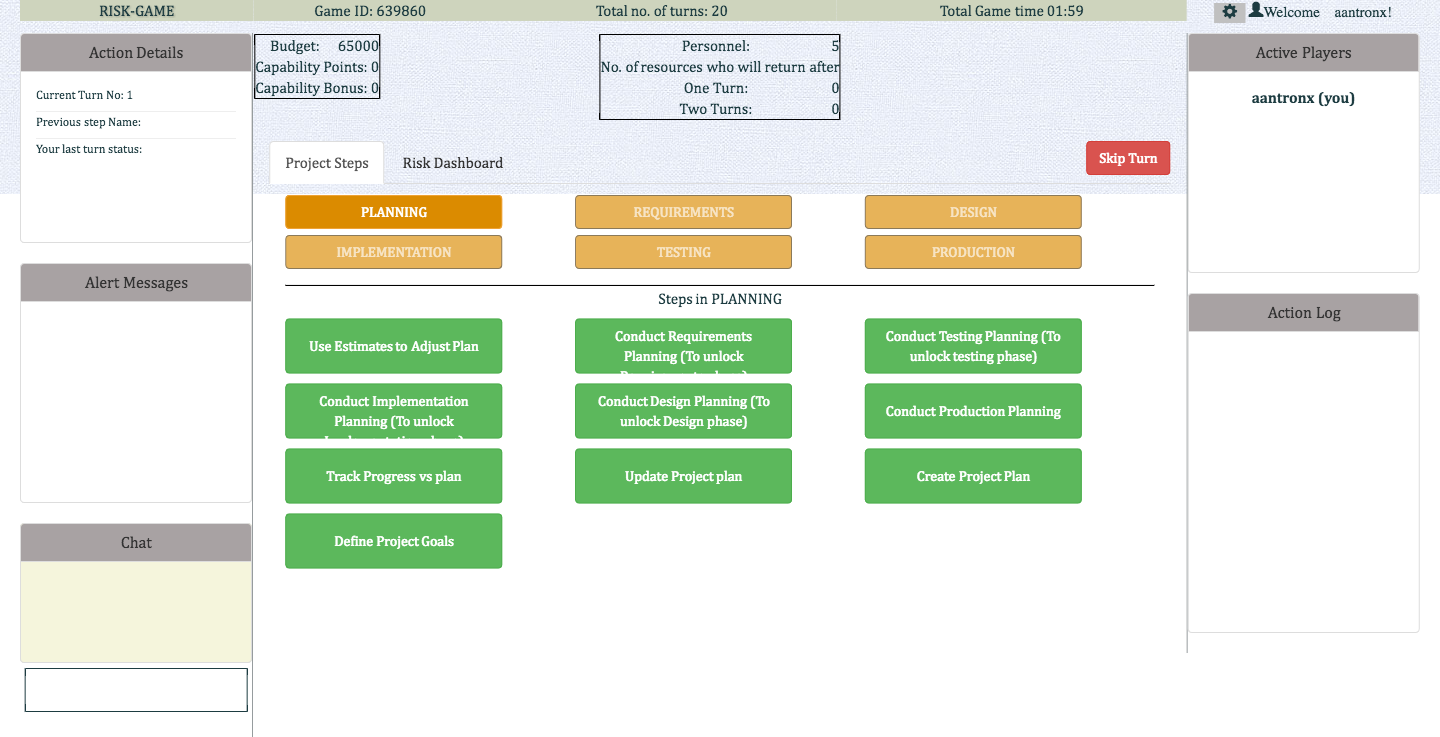 RISK-GAME Game ID: 639860 Total no. of turns: 20 Total Game time 01:59 Welcome aantronx!
Action Details
Current Turn No: 1
Previous step Name:
Your last turn status:
Alert Messages
Chat
Budget: 65000
Capability Points: 0
Capability Bonus: 0
Personnel: 5
No. of resources who will return after
One Turn: 0
Two Turns: 0
Project Steps Risk Dashboard Skip Turn
PLANNING REQUIREMENTS DESIGN
IMPLEMENTATION TESTING PRODUCTION
Steps in PLANNING
Use Estimates to Adjust Plan
Conduct Requirements
Planning (To unlock
Conduct Testing Planning (To
unlock testing phase)
Conduct Implementation
Planning (To unlock
Conduct Design Planning (To
unlock Design phase)
Conduct Production Planning
Track Progress vs plan
Update Project plan
Create Project Plan
Define Project Goals
Active Players
aantronx (you)
Action Log